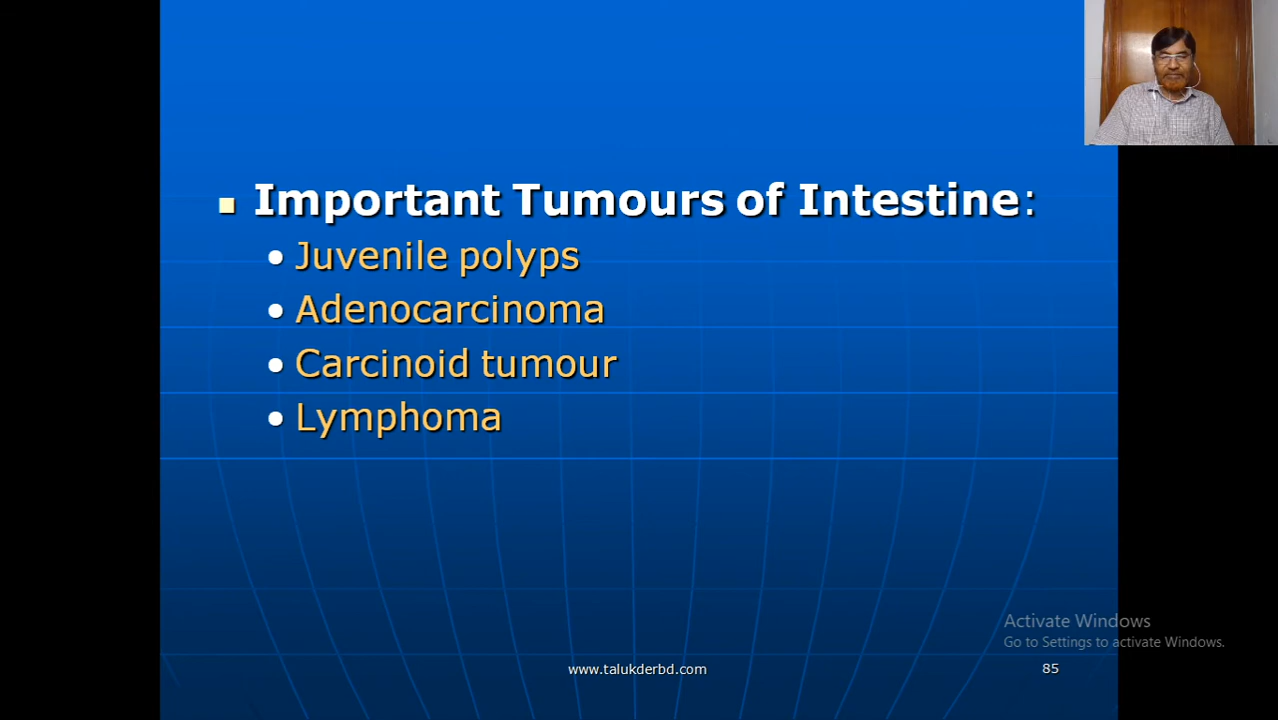 Important Tumours of Intestine:
Juvenile polyps
Adenocarcinoma
Carcinoid tumour
Lymphoma
Activate Windows
Go to Settings to activate Windows.
www.talukderbd.com
85